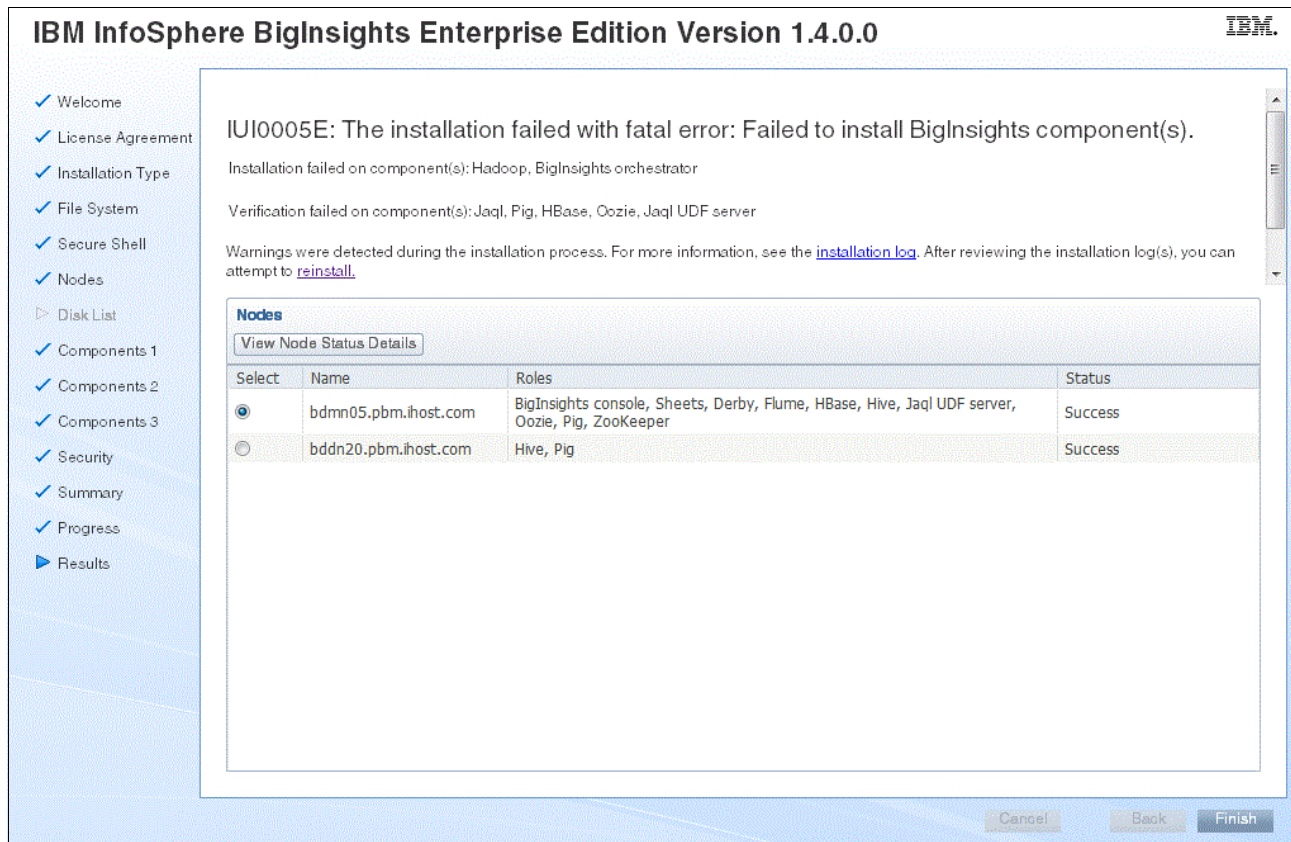 IBM InfoSphere BigInsights Enterprise Edition Version 1.4.0.0
IBM.
Welcome
License Agreement
Installation Type
File System
Secure Shell
Nodes
Disk List
Components 1
Components 2
Components 3
Security
Summary
Progress
Results
IUI0005E: The installation failed with fatal error: Failed to install BigInsights component(s).
Installation failed on component(s): Hadoop, BigInsights orchestrator
Verification failed on component(s): Jaql, Pig, HBase, Oozie, Jaql UDF server
Warnings were detected during the installation process. For more information, see the installation log. After reviewing the installation log(s), you can
attempt to reinstall.
Nodes
View Node Status Details
Select Name Roles Status
bdmn05.pbm.ihost.com BigInsights console, Sheets, Derby, Flume, HBase, Hive, Jaql UDF server, Success
Oozie, Pig, ZooKeeper
bddn20.pbm.ihost.com Hive, Pig Success
Cancel Back Finish